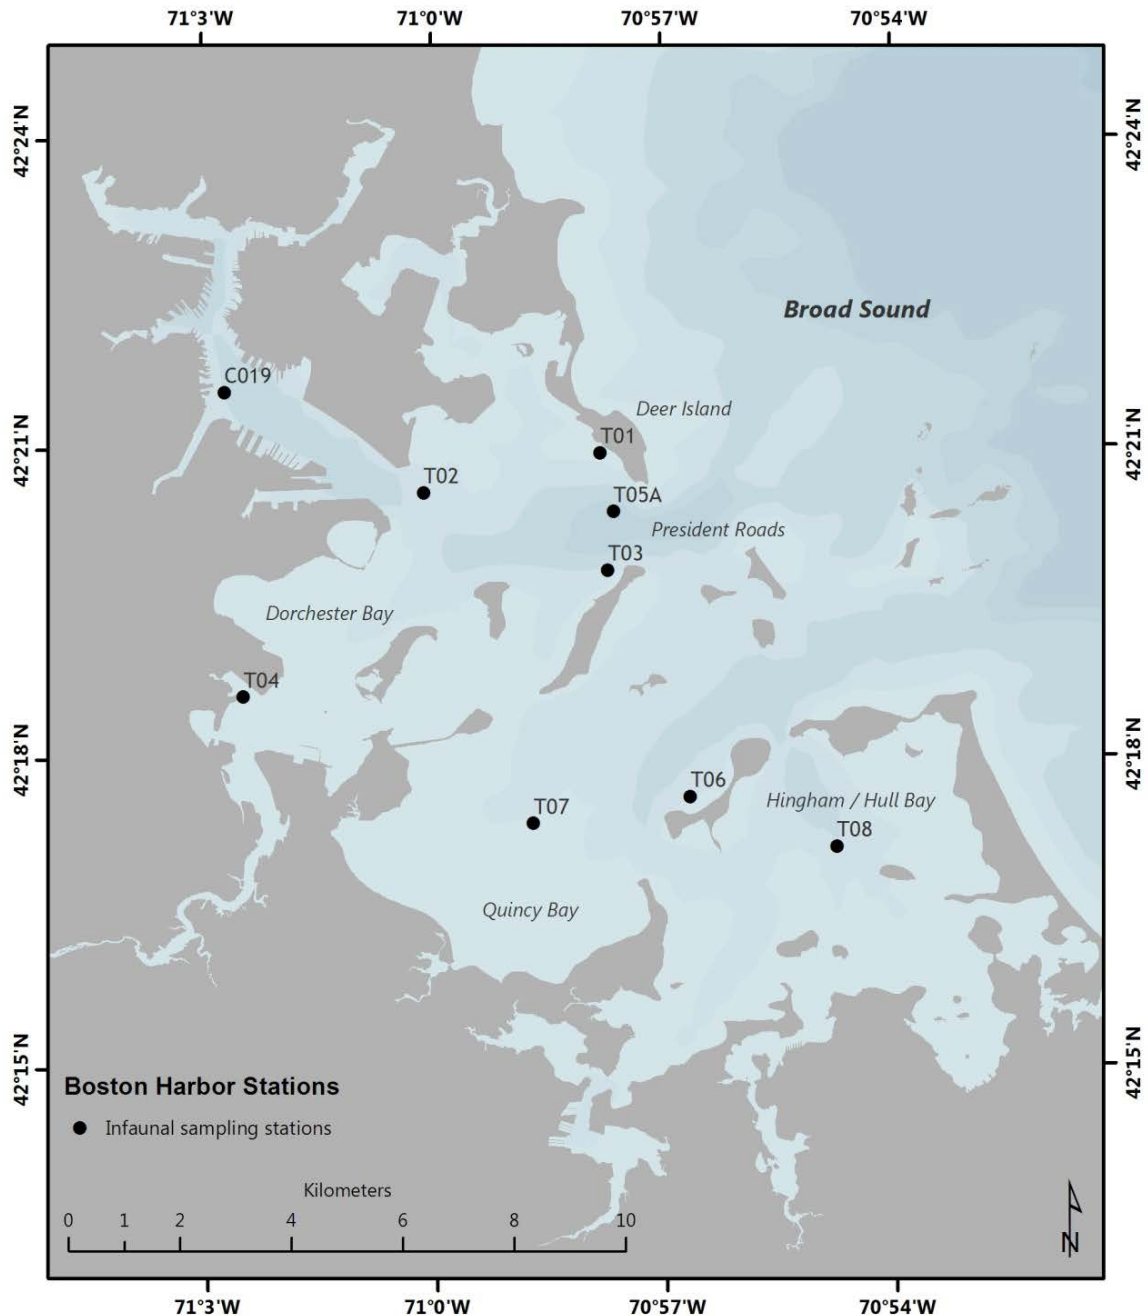 71°3'W 71°0'W 70°57'W 70°54'W
42°24'N 42°24'N
Broad Sound
C019
Deer Island
T01
42°21'N 42°21'N
T02
T05A
President Roads
T03
Dorchester Bay
T04
42°18'N 42°18'N
T06
Hingham / Hull Bay
T07
T08
Quincy Bay
42°15'N 42°15'N
Boston Harbor Stations
Infaunal sampling stations
Kilometers
0 1 2 4 6 8 10
N
71°3'W 71°0'W 70°57'W 70°54'W